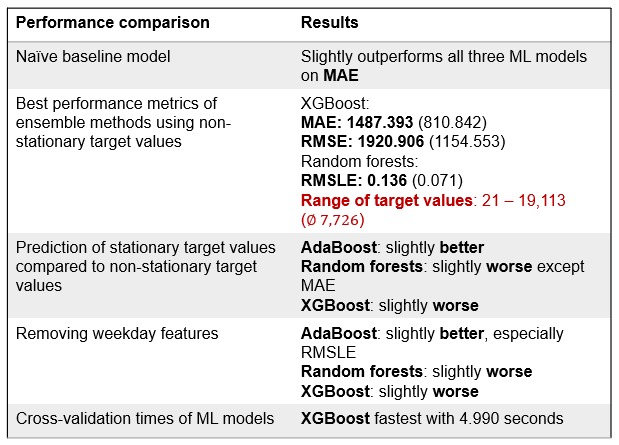 Performance comparison Results
Naïve baseline model Slightly outperforms all three ML models
on MAE
Best performance metrics of
ensemble methods using non-
stationary target values
XGBoost:
MAE: 1487.393 (810.842)
RMSE: 1920.906 (1154.553)
Random forests:
RMSLE: 0.136 (0.071)
Range of target values: 21 – 19,113
(Ø 7,726)
Prediction of stationary target values
compared to non-stationary target
values
AdaBoost: slightly better
Random forests: slightly worse except
MAE
XGBoost: slightly worse
Removing weekday features
AdaBoost: slightly better, especially
RMSLE
Random forests: slightly worse
XGBoost: slightly worse
Cross-validation times of ML models XGBoost fastest with 4.990 seconds